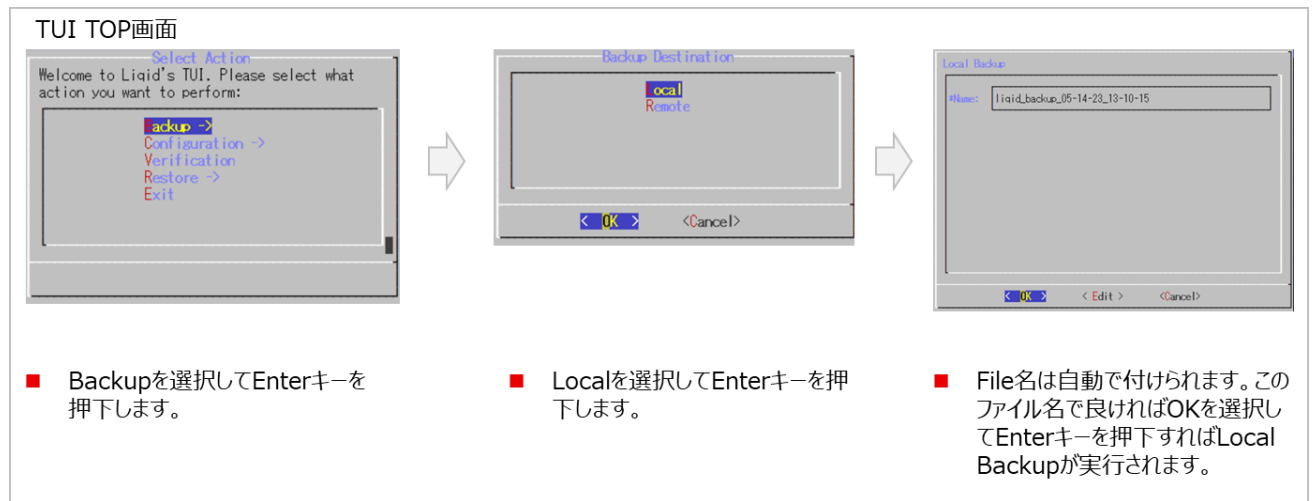 TUI TOP画面
Select Action
Welcome to Liqid's TUI. Please select what
action you want to perform:
Backup ->
Configuration ->
Verification
Restore ->
Exit
Backup Destination
Local
Remote
< OK > <Cancel>
Local Backup
*Name: liqid_backup_05-14-23_13-10-15
< OK > < Edit > <Cancel>
■ Backupを選択してEnterキーを
押下します。
■ Localを選択してEnterキーを押
下します。
■ File名は自動で付けられます。この
ファイル名で良ければOKを選択し
てEnterキーを押下すればLocal
Backupが実行されます。